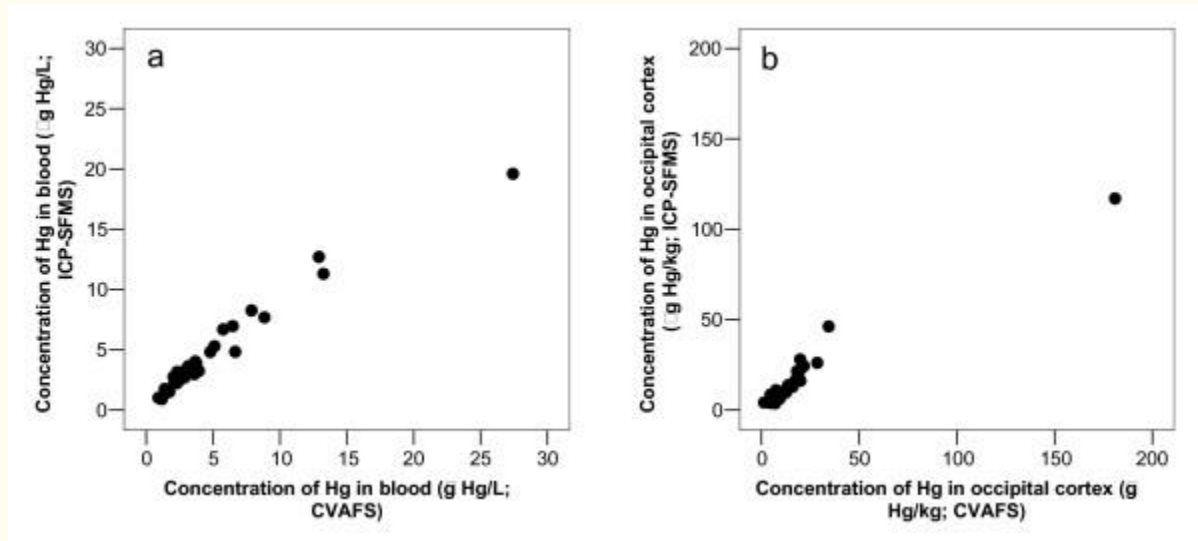 a
30
25
20
15
10
5
0
Concentration of Hg in blood (□g Hg/L;
ICP-SFMS)
0 5 10 15 20 25 30
Concentration of Hg in blood (g Hg/L;
CVAFS)
b
200
150
100
50
0
Concentration of Hg in occipital cortex
(□g Hg/kg; ICP-SFMS)
0 50 100 150 200
Concentration of Hg in occipital cortex (g
Hg/kg; CVAFS)